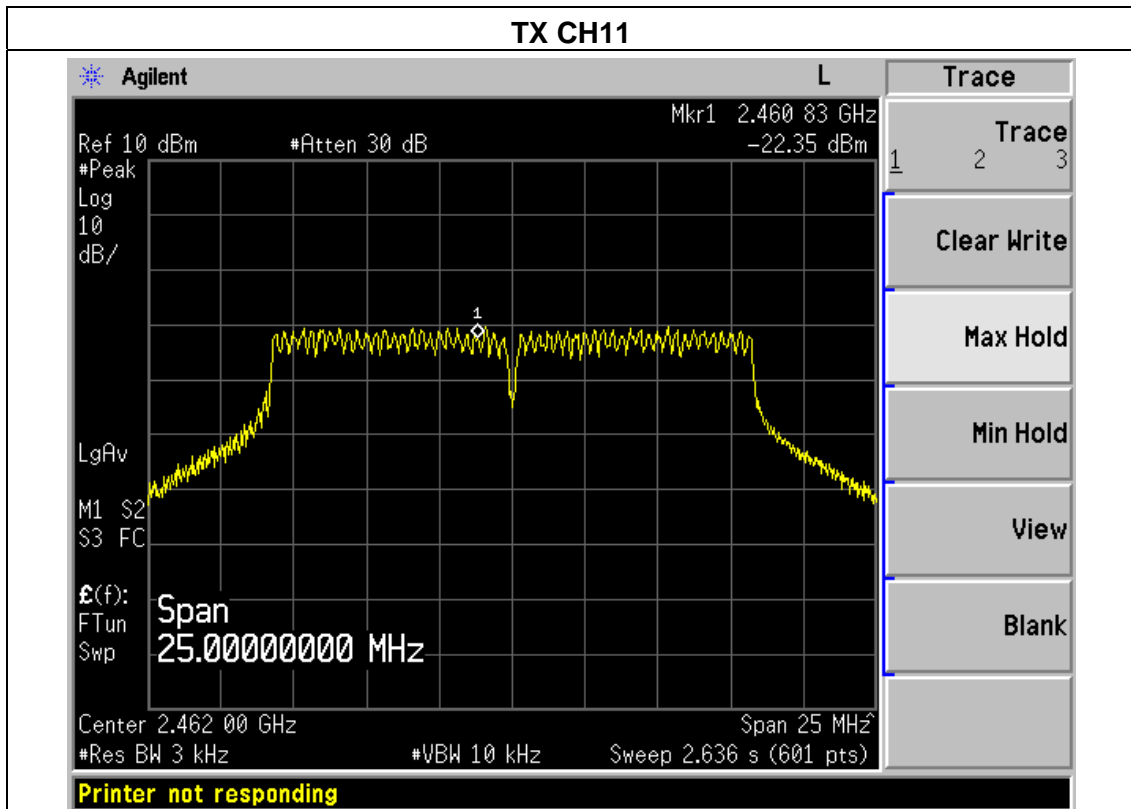 TX CH11
Agilent L Trace
Mkr1 2.460 83 GHz
Ref 10 dBm #Atten 30 dB -22.35 dBm
#Peak
Log
10
dB/
1
LgAv
M1 S2
S3 FC
£(f):
FTun
Swp
Span
25.00000000 MHz
Center 2.462 00 GHz Span 25 MHz^
#Res BW 3 kHz #VBW 10 kHz Sweep 2.636 s (601 pts)
Trace
1 2 3
Clear Write
Max Hold
Min Hold
View
Blank
Printer not responding